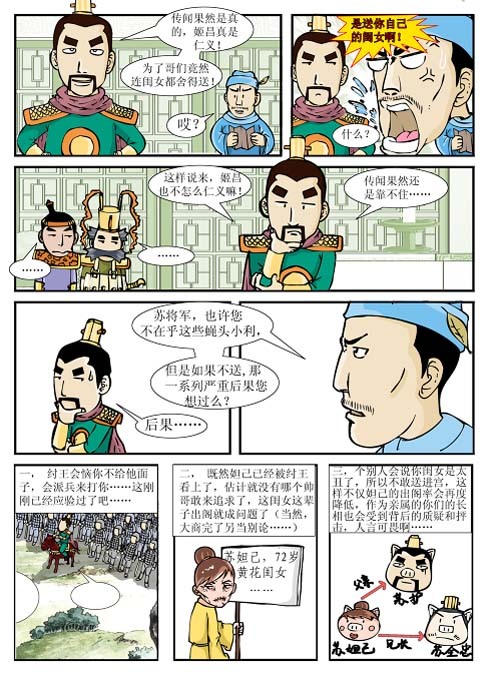 传闻果然是真
的，姬昌真是
仁义！
为了哥们竟然
连闺女都舍得送！
哎？
是送你自己
的闺女啊！
什么？
这样说来，姬昌
也不怎么仁义嘛！
传闻果然还
是靠不住……
……
……
苏将军，也许您
不在乎这些蝇头小利，
但是如果不送,那
一系列严重后果您
想过么？
后果……
一、 纣王会恼你不给他面
子，会派兵来打你……这刚
刚已经应验过了吧……
二、 既然妲己已经被纣王
看上了，估计就没有哪个帅
哥敢来追求了，这闺女这辈
子出阁就成问题了（当然，
大商完了另当别论……）
苏妲己，72岁
黄花闺女
……
三、个别人会说你闺女是太
丑了，所以不敢送进宫，这
样不仅妲己的出阁率会再度
降低，作为亲属的你们的长
相也会受到背后的质疑和抨
击，人言可畏啊……
父亲
苏护
苏妲己
兄长
苏全忠